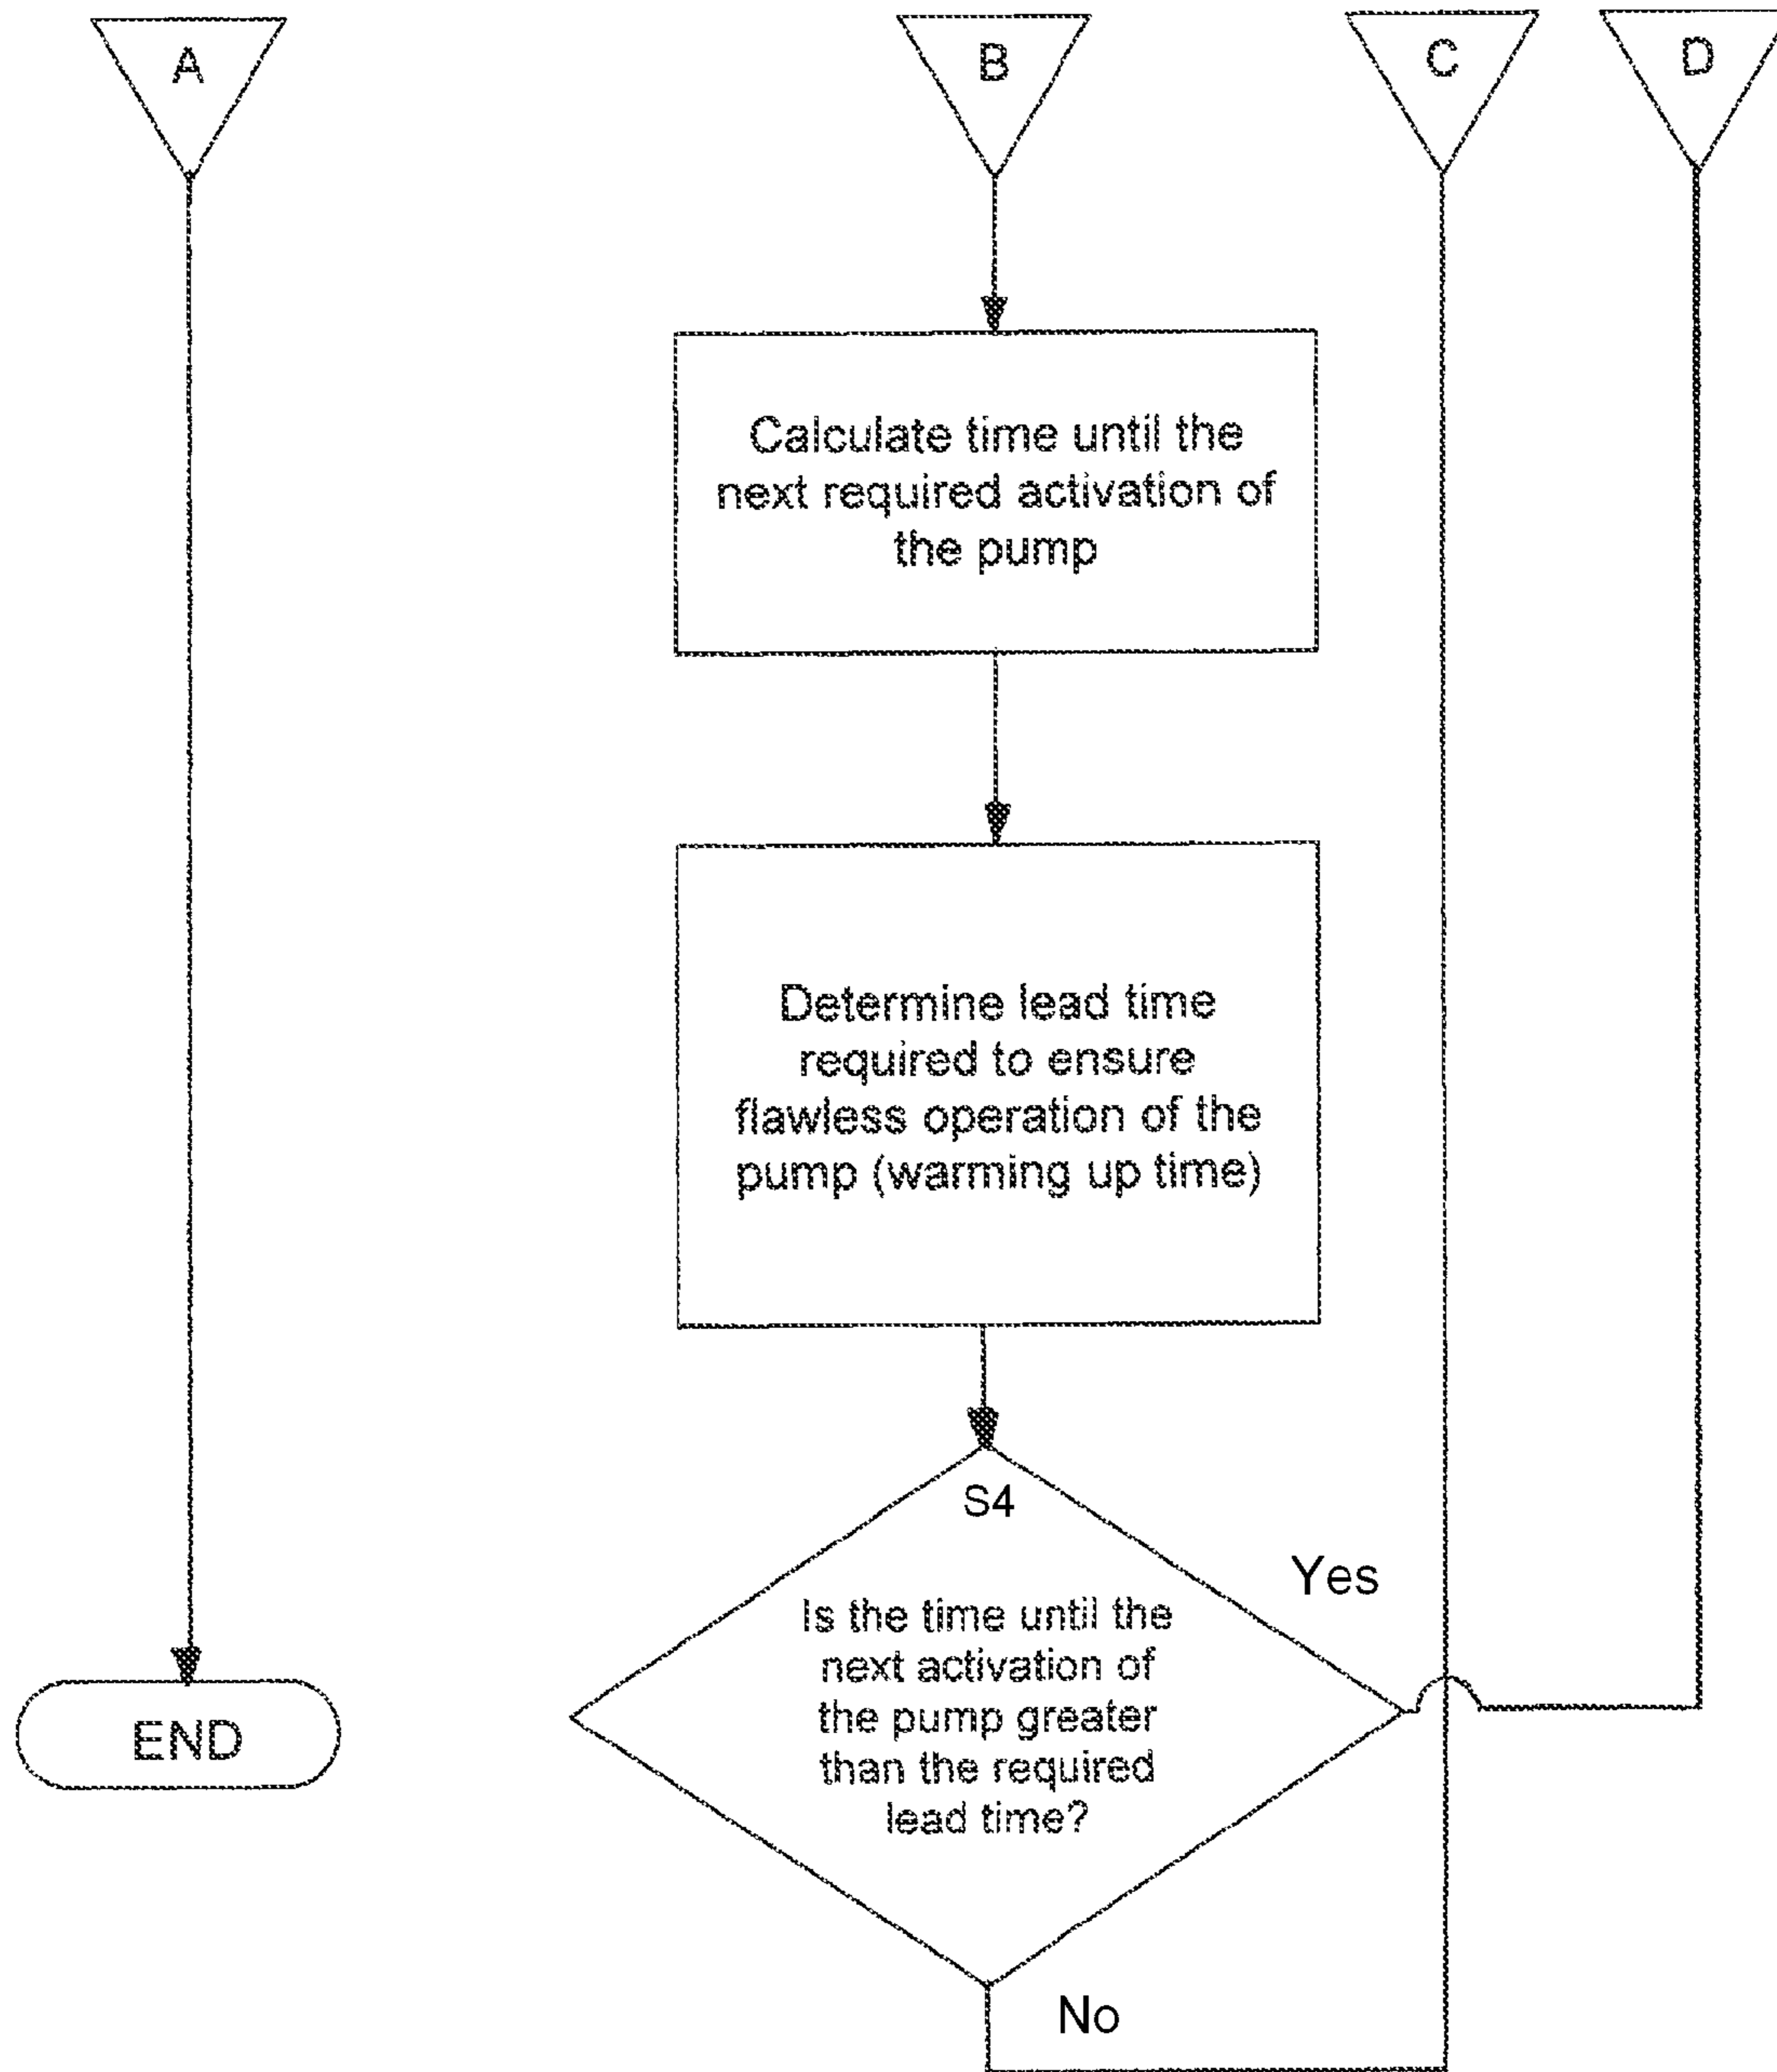 A
B
C
D
Calculate time until the
next required activation of
the pump
Determine lead time
required to ensure
flawless operation of the
pump (warming up time)
S4
Yes
Is the time until the
next activation of
the pump greater
than the required
lead time?
END
No